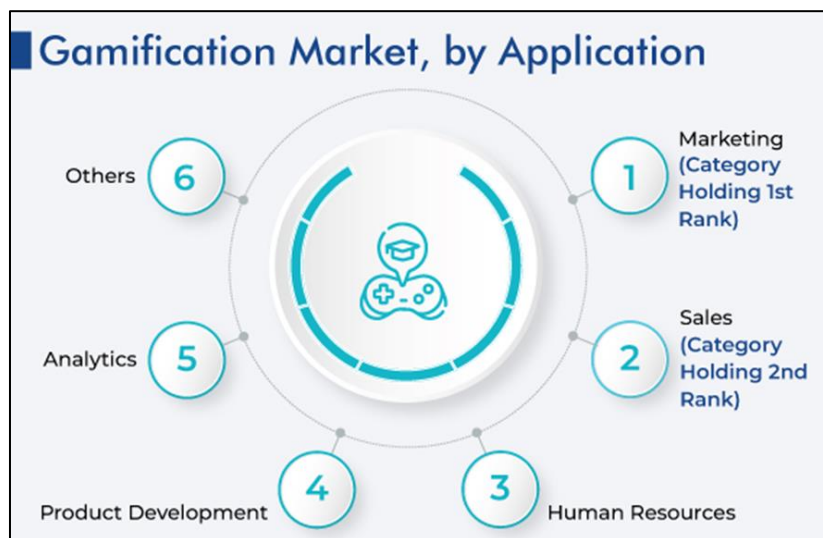 Gamification Market, by Application
1
Marketing
(Category
Holding 1st
Rank)
2
Sales
(Category
Holding 2nd
Rank)
3
Human Resources
4
Product Development
5
Analytics
6
Others